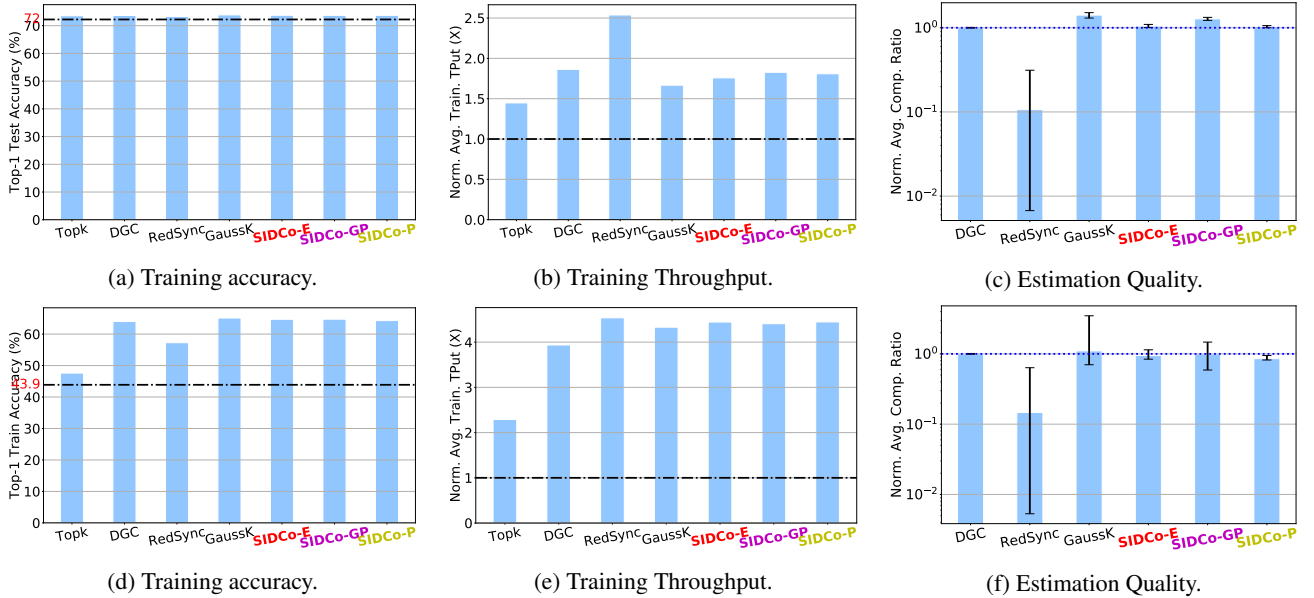 Top-1 Test Accuracy (%)
72
70
60
50
40
30
20
10
0
Topk DGC RedSync GaussK SIDCo-E SIDCo-GP SIDCo-P
(a) Training accuracy.
Norm. Avg. Train. TPut (X)
2.5
2.0
1.5
1.0
0.5
0.0
Topk DGC RedSync GaussK SIDCo-E SIDCo-GP SIDCo-P
(b) Training Throughput.
Norm. Avg. Comp. Ratio
10⁰
10⁻¹
10⁻²
DGC RedSync GaussK SIDCo-E SIDCo-GP SIDCo-P
(c) Estimation Quality.
Top-1 Train Accuracy (%)
60
50
43.9
40
30
20
10
0
Topk DGC RedSync GaussK SIDCo-E SIDCo-GP SIDCo-P
(d) Training accuracy.
Norm. Avg. Train. TPut (X)
4
3
2
1
0
Topk DGC RedSync GaussK SIDCo-E SIDCo-GP SIDCo-P
(e) Training Throughput.
Norm. Avg. Comp. Ratio
10⁰
10⁻¹
10⁻²
DGC RedSync GaussK SIDCo-E SIDCo-GP SIDCo-P
(f) Estimation Quality.